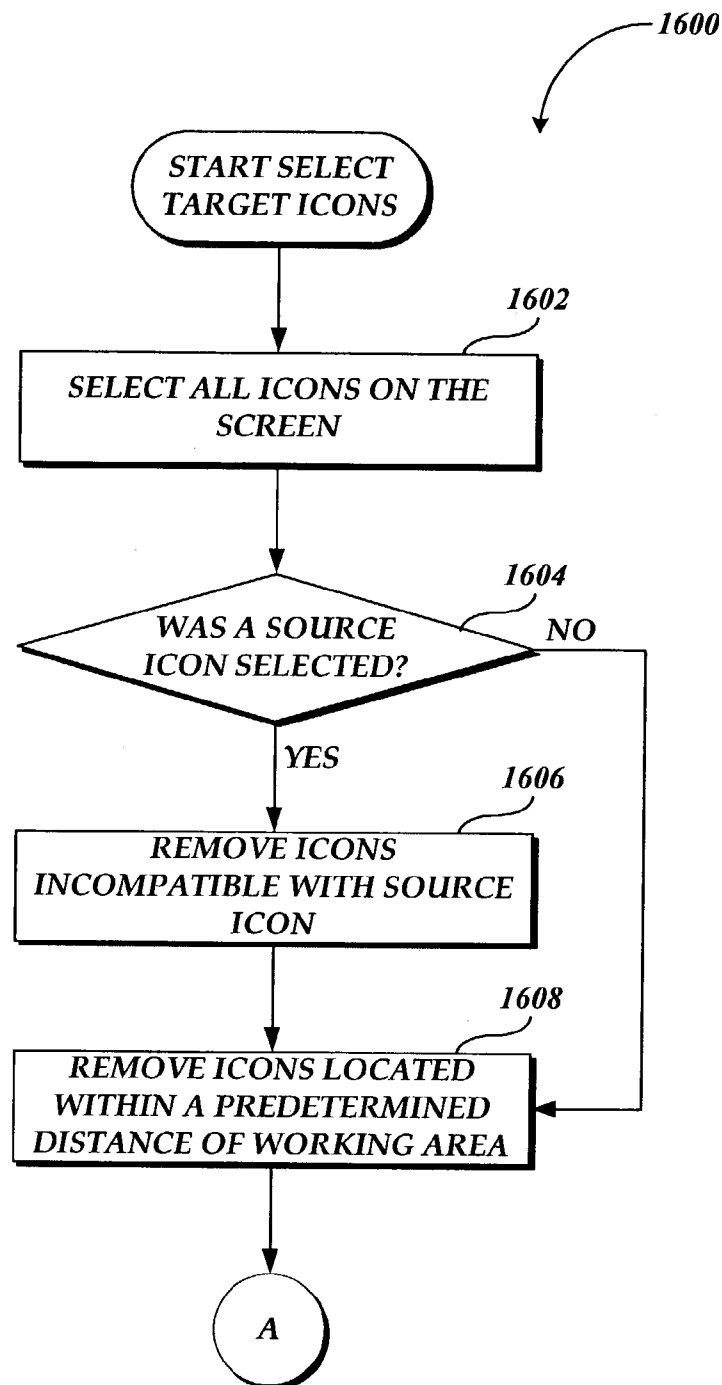 1600
START SELECT
TARGET ICONS
1602
SELECT ALL ICONS ON THE
SCREEN
1604
WAS A SOURCE
ICON SELECTED?
NO
YES
1606
REMOVE ICONS
INCOMPATIBLE WITH SOURCE
ICON
1608
REMOVE ICONS LOCATED
WITHIN A PREDETERMINED
DISTANCE OF WORKING AREA
A